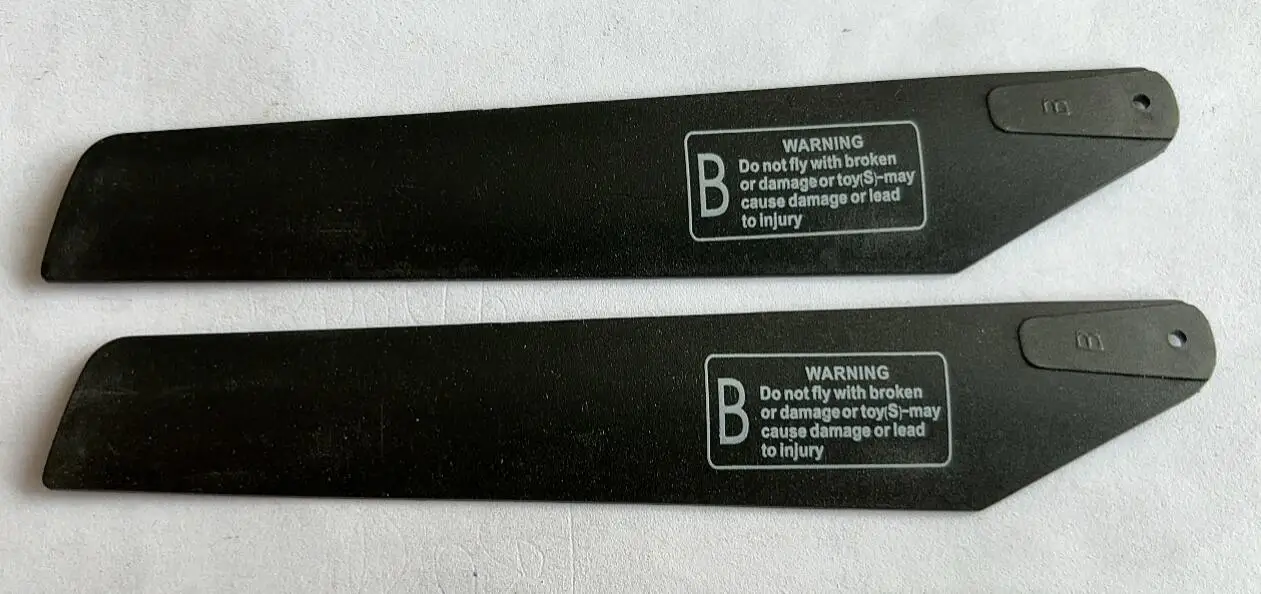 B
WARNING
Do not fly with broken
or damage or toy(S)-may
cause damage or lead
to injury
B
B
WARNING
Do not fly with broken
or damage or toy(S)-may
cause damage or lead
to injury
B